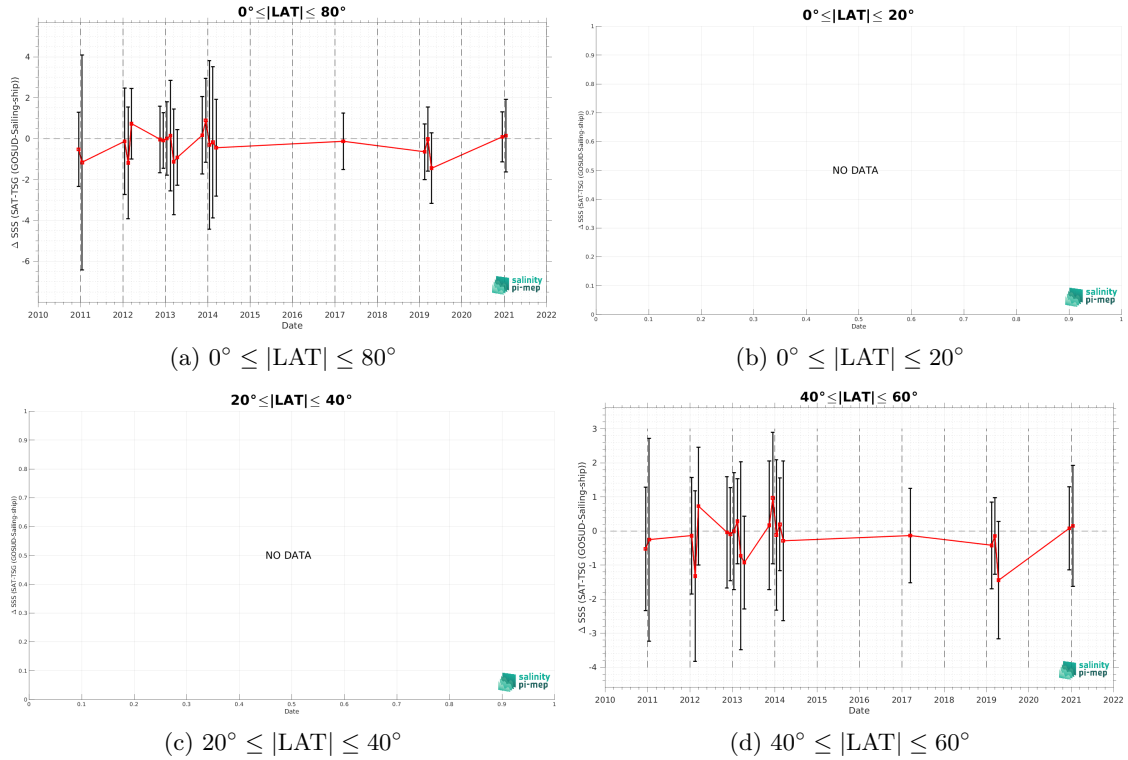 0°≤|LAT|≤ 80°
Δ SSS (SAT-TSG (GOSUD-Sailing-ship))
4
2
0
-2
-4
-6
2010 2011 2012 2013 2014 2015 2016 2017 2018 2019 2020 2021 2022
Date
salinity
pi-mep
(a) 0° ≤ |LAT| ≤ 80°
0°≤|LAT|≤ 20°
Δ SSS (SAT-TSG (GOSUD-Sailing-ship))
1
0.9
0.8
0.7
0.6
0.5
0.4
0.3
0.2
0.1
0
NO DATA
0 0.1 0.2 0.3 0.4 0.5 0.6 0.7 0.8 0.9 1
Date
salinity
pi-mep
(b) 0° ≤ |LAT| ≤ 20°
20°≤|LAT|≤ 40°
Δ SSS (SAT-TSG (GOSUD-Sailing-ship))
1
0.9
0.8
0.7
0.6
0.5
0.4
0.3
0.2
0.1
0
NO DATA
0 0.1 0.2 0.3 0.4 0.5 0.6 0.7 0.8 0.9 1
Date
salinity
pi-mep
(c) 20° ≤ |LAT| ≤ 40°
40°≤|LAT|≤ 60°
Δ SSS (SAT-TSG (GOSUD-Sailing-ship))
3
2
1
0
-1
-2
-3
-4
2010 2011 2012 2013 2014 2015 2016 2017 2018 2019 2020 2021 2022
Date
salinity
pi-mep
(d) 40° ≤ |LAT| ≤ 60°